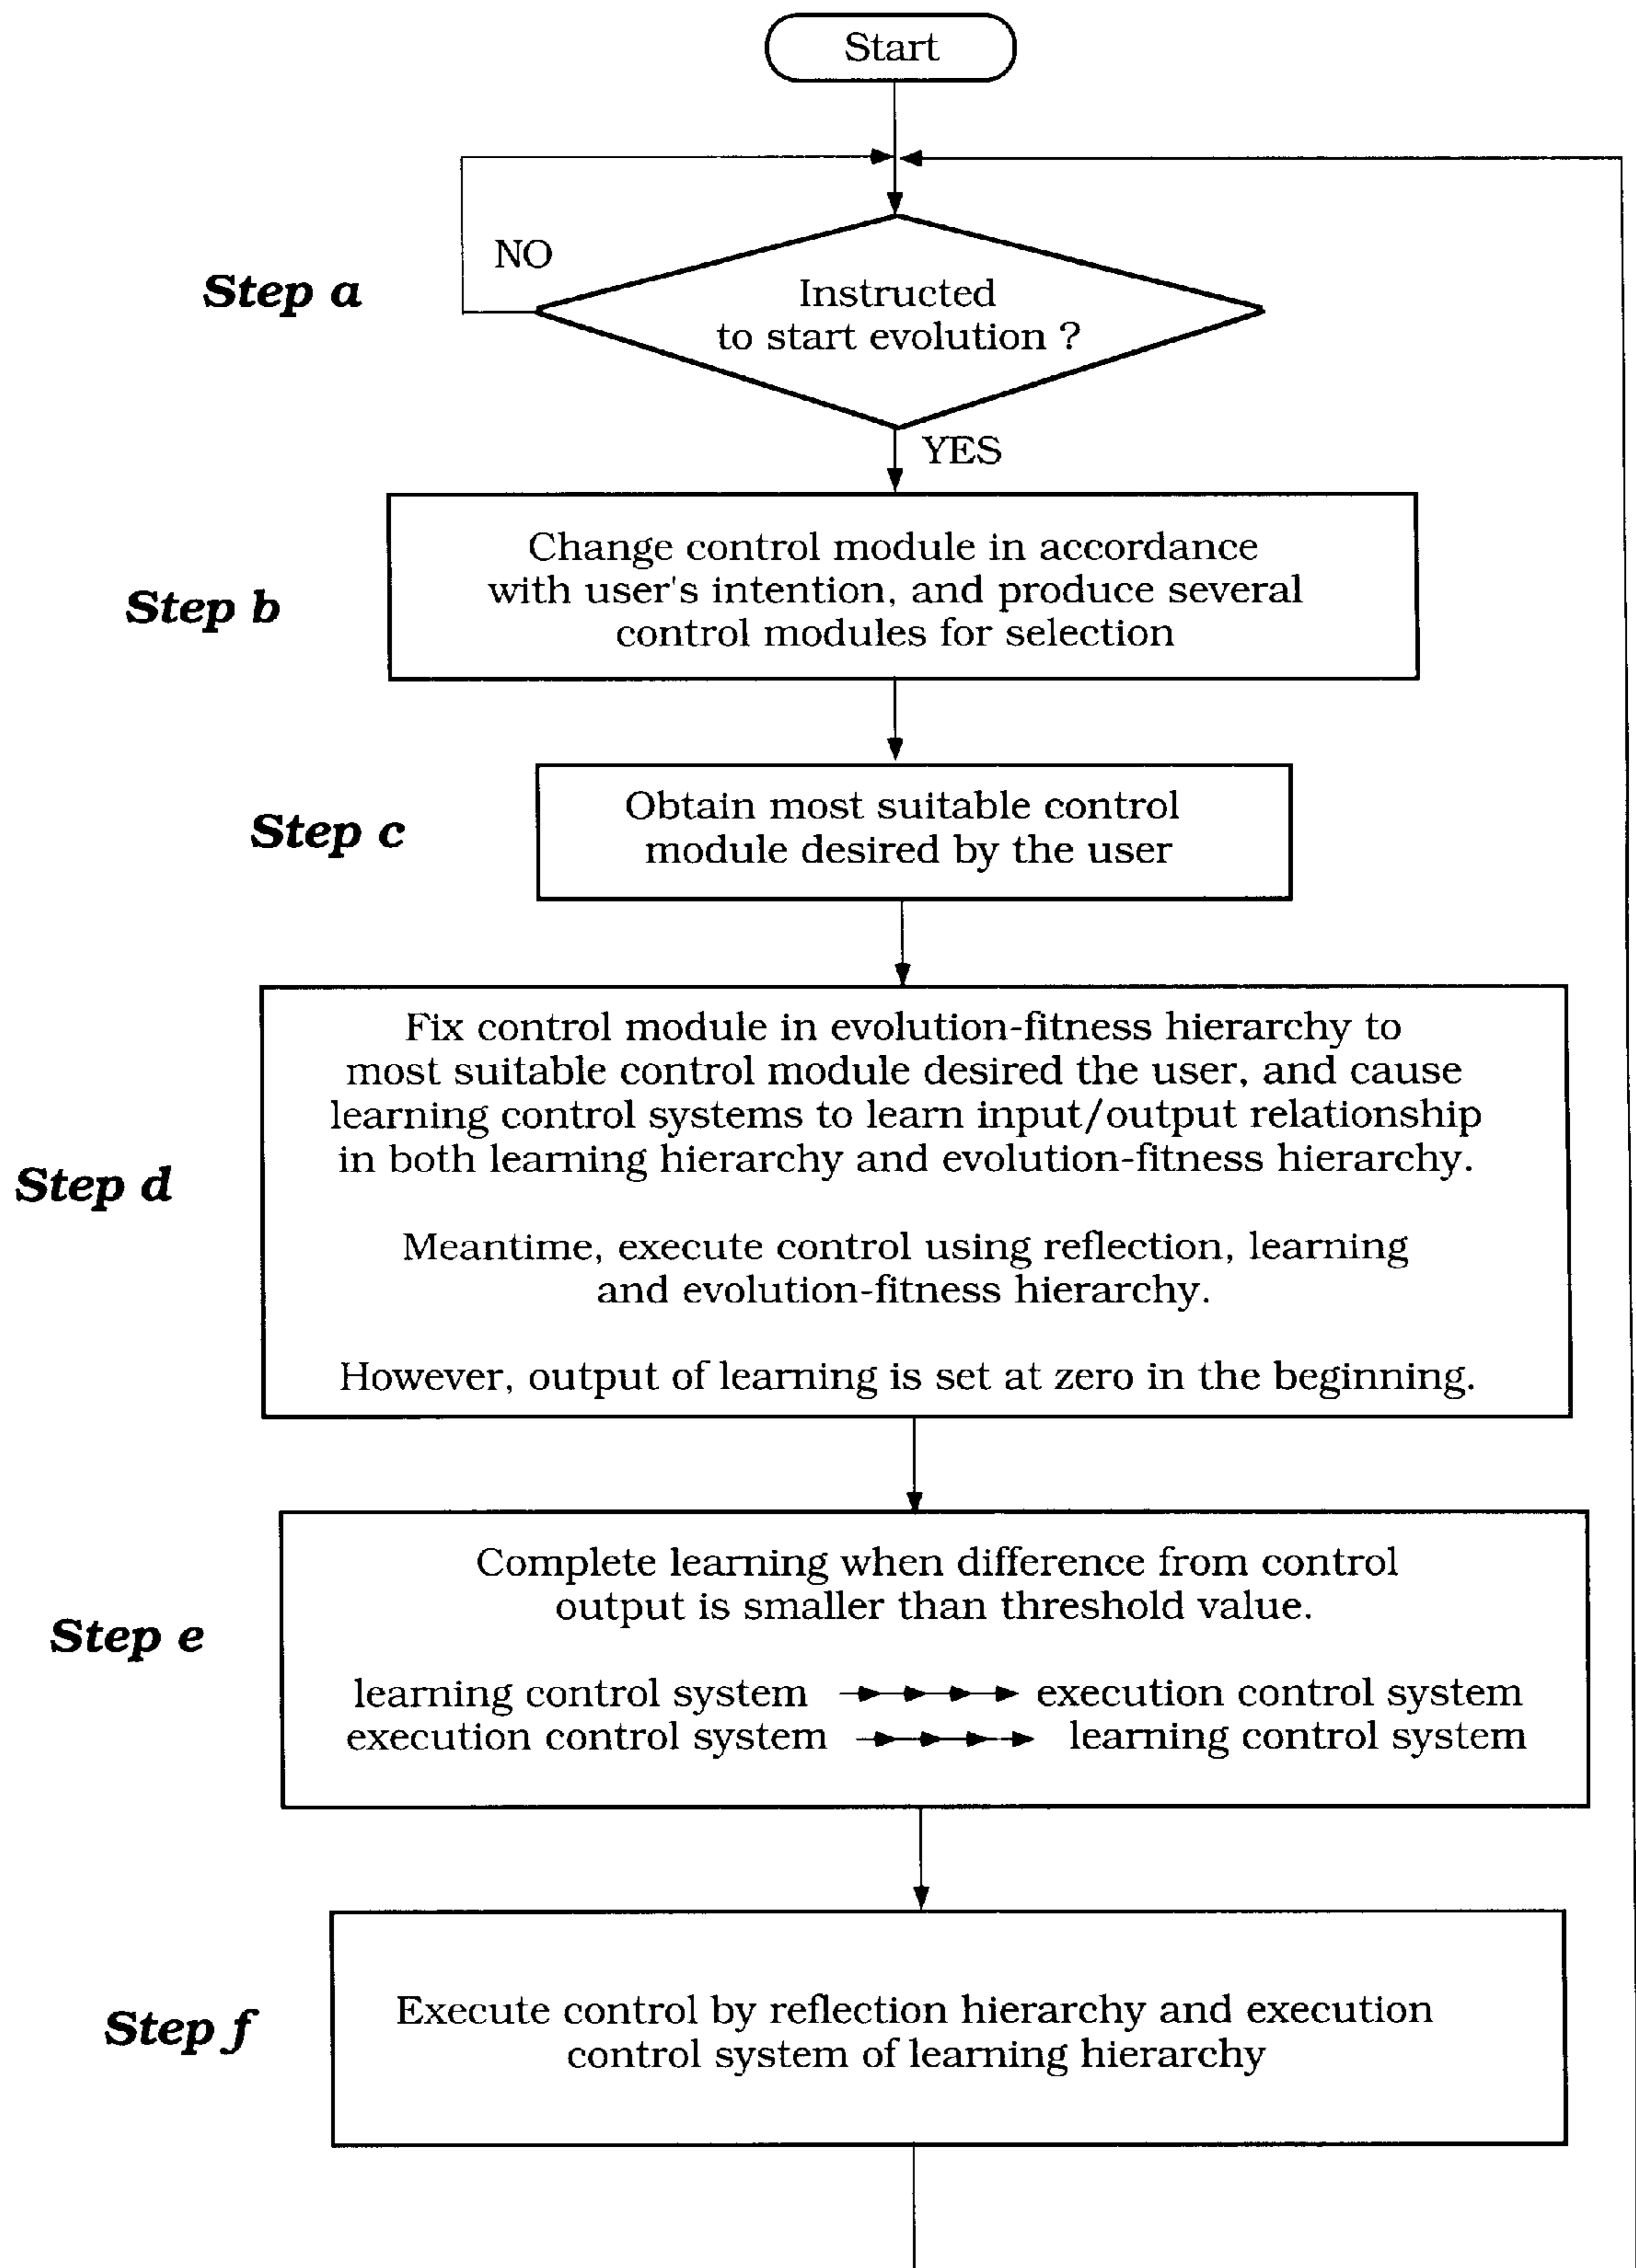 Start
NO
Step a
Instructed
to start evolution ?
YES
Step b
Change control module in accordance
with user's intention, and produce several
control modules for selection
Step c
Obtain most suitable control
module desired by the user
Step d
Fix control module in evolution-fitness hierarchy to
most suitable control module desired the user, and cause
learning control systems to learn input/output relationship
in both learning hierarchy and evolution-fitness hierarchy.
Meantime, execute control using reflection, learning
and evolution-fitness hierarchy.
However, output of learning is set at zero in the beginning.
Step e
Complete learning when difference from control
output is smaller than threshold value.
learning control system execution control system
execution control system learning control system
Step f
Execute control by reflection hierarchy and execution
control system of learning hierarchy